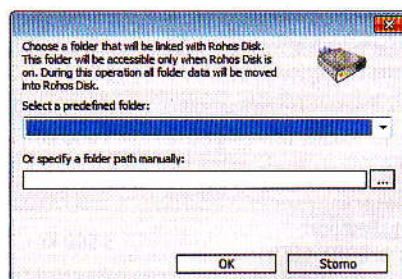 Choose a folder that will be linked with Rohos Disk.
This folder will be accessible only when Rohos Disk is
on. During this operation all folder data will be moved
into Rohos Disk.
Select a predefined folder:
Or specify a folder path manually:
...
OK
Storno